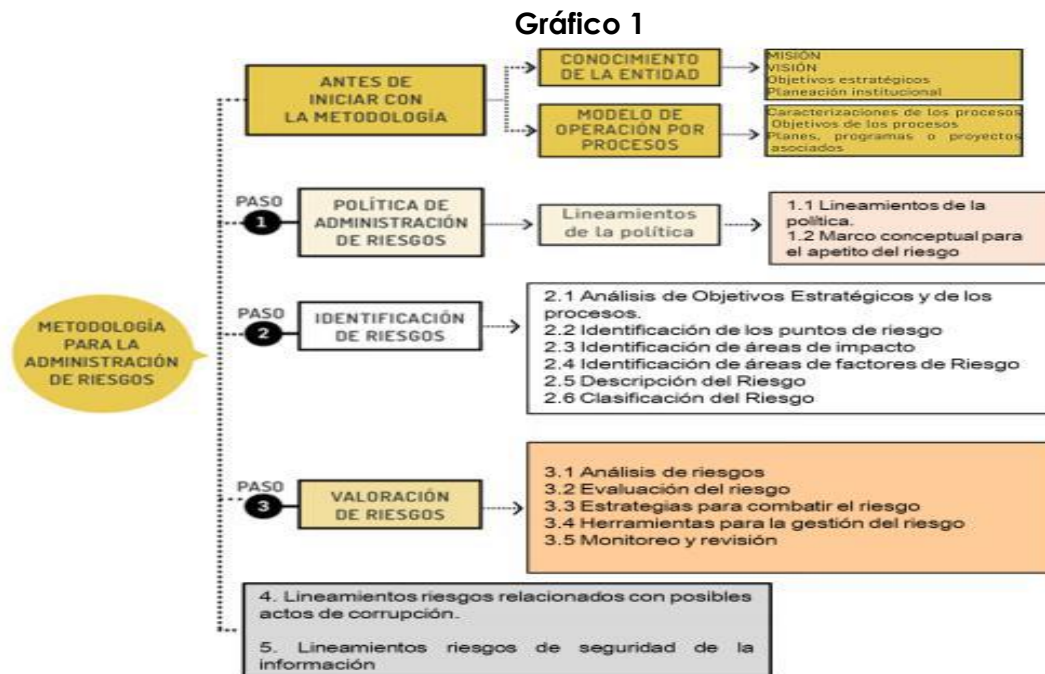 Gráfico 1
ANTES DE
INICIAR CON
LA METODOLOGÍA
CONOCIMIENTO
DE LA ENTIDAD
MISIÓN
VISIÓN
Objetivos estratégicos
Planeación institucional
MODELO DE
OPERACIÓN POR
PROCESOS
Caracterizaciones de los procesos
Objetivos de los procesos
Planes, programas o proyectos
asociados
PASO
1
POLÍTICA DE
ADMINISTRACIÓN
DE RIESGOS
Lineamientos
de la política
1.1 Lineamientos de la
política.
1.2 Marco conceptual para
el apetito del riesgo
METODOLOGÍA
PARA LA
ADMINISTRACIÓN
DE RIESGOS
PASO
2
IDENTIFICACIÓN
DE RIESGOS
2.1 Análisis de Objetivos Estratégicos y de los
procesos.
2.2 Identificación de los puntos de riesgo
2.3 Identificación de áreas de impacto
2.4 Identificación de áreas de factores de Riesgo
2.5 Descripción del Riesgo
2.6 Clasificación del Riesgo
PASO
3
VALORACIÓN
DE RIESGOS
3.1 Análisis de riesgos
3.2 Evaluación del riesgo
3.3 Estrategias para combatir el riesgo
3.4 Herramientas para la gestión del riesgo
3.5 Monitoreo y revisión
4. Lineamientos riesgos relacionados con posibles
actos de corrupción.
5. Lineamientos riesgos de seguridad de la
información